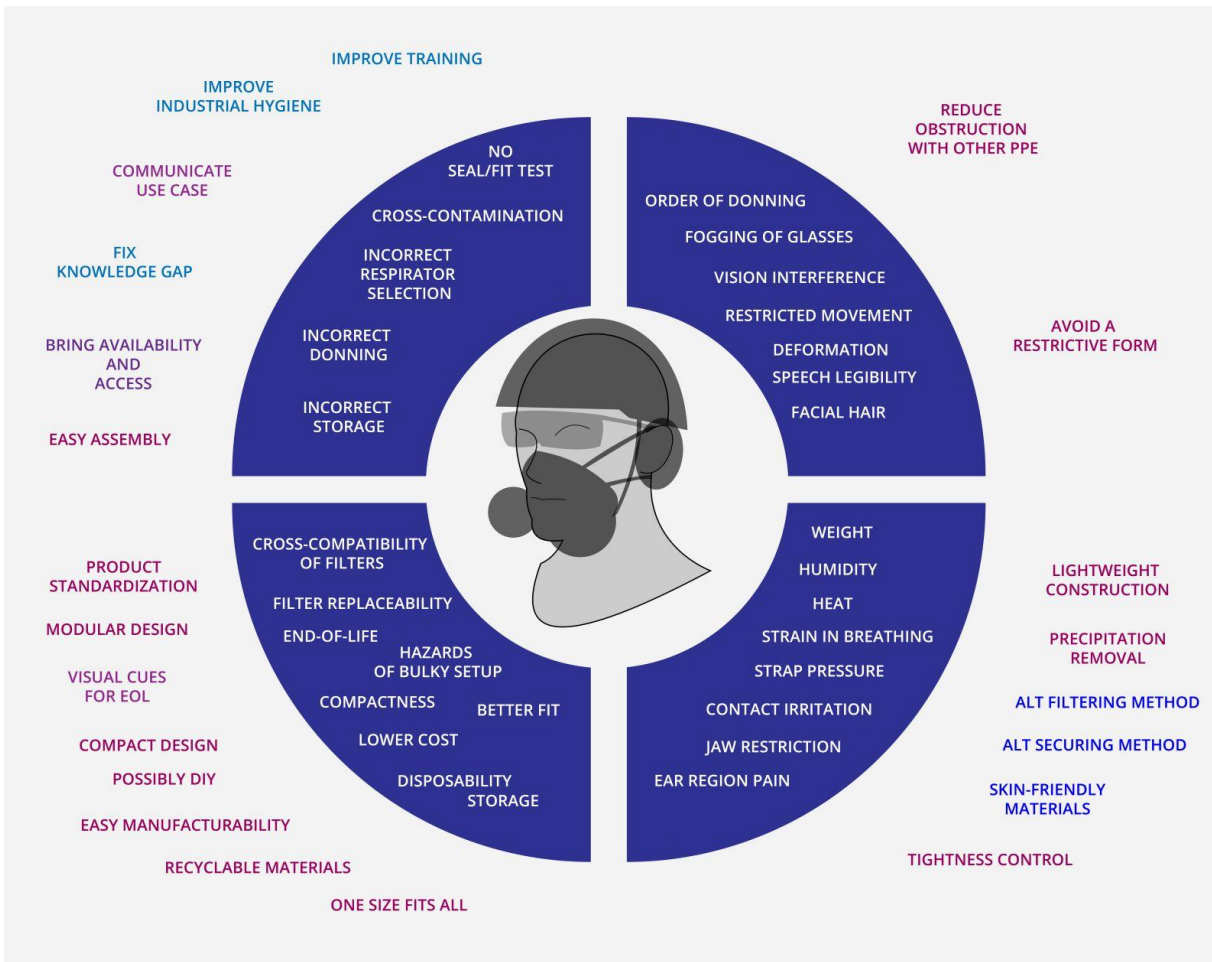 IMPROVE TRAINING
IMPROVE
INDUSTRIAL HYGIENE
COMMUNICATE
USE CASE
FIX
KNOWLEDGE GAP
BRING AVAILABILITY
AND
ACCESS
EASY ASSEMBLY
NO
SEAL/FIT TEST
CROSS-CONTAMINATION
INCORRECT
RESPIRATOR
SELECTION
INCORRECT
DONNING
INCORRECT
STORAGE
REDUCE
OBSTRUCTION
WITH OTHER PPE
AVOID A
RESTRICTIVE FORM
ORDER OF DONNING
FOGGING OF GLASSES
VISION INTERFERENCE
RESTRICTED MOVEMENT
DEFORMATION
SPEECH LEGIBILITY
FACIAL HAIR
PRODUCT
STANDARDIZATION
MODULAR DESIGN
VISUAL CUES
FOR EOL
COMPACT DESIGN
POSSIBLY DIY
EASY MANUFACTURABILITY
RECYCLABLE MATERIALS
ONE SIZE FITS ALL
CROSS-COMPATIBILITY
OF FILTERS
FILTER REPLACEABILITY
END-OF-LIFE
HAZARDS
OF BULKY SETUP
COMPACTNESS
BETTER FIT
LOWER COST
DISPOSABILITY
STORAGE
WEIGHT
HUMIDITY
HEAT
STRAIN IN BREATHING
STRAP PRESSURE
CONTACT IRRITATION
JAW RESTRICTION
EAR REGION PAIN
LIGHTWEIGHT
CONSTRUCTION
PRECIPITATION
REMOVAL
ALT FILTERING METHOD
ALT SECURING METHOD
SKIN-FRIENDLY
MATERIALS
TIGHTNESS CONTROL